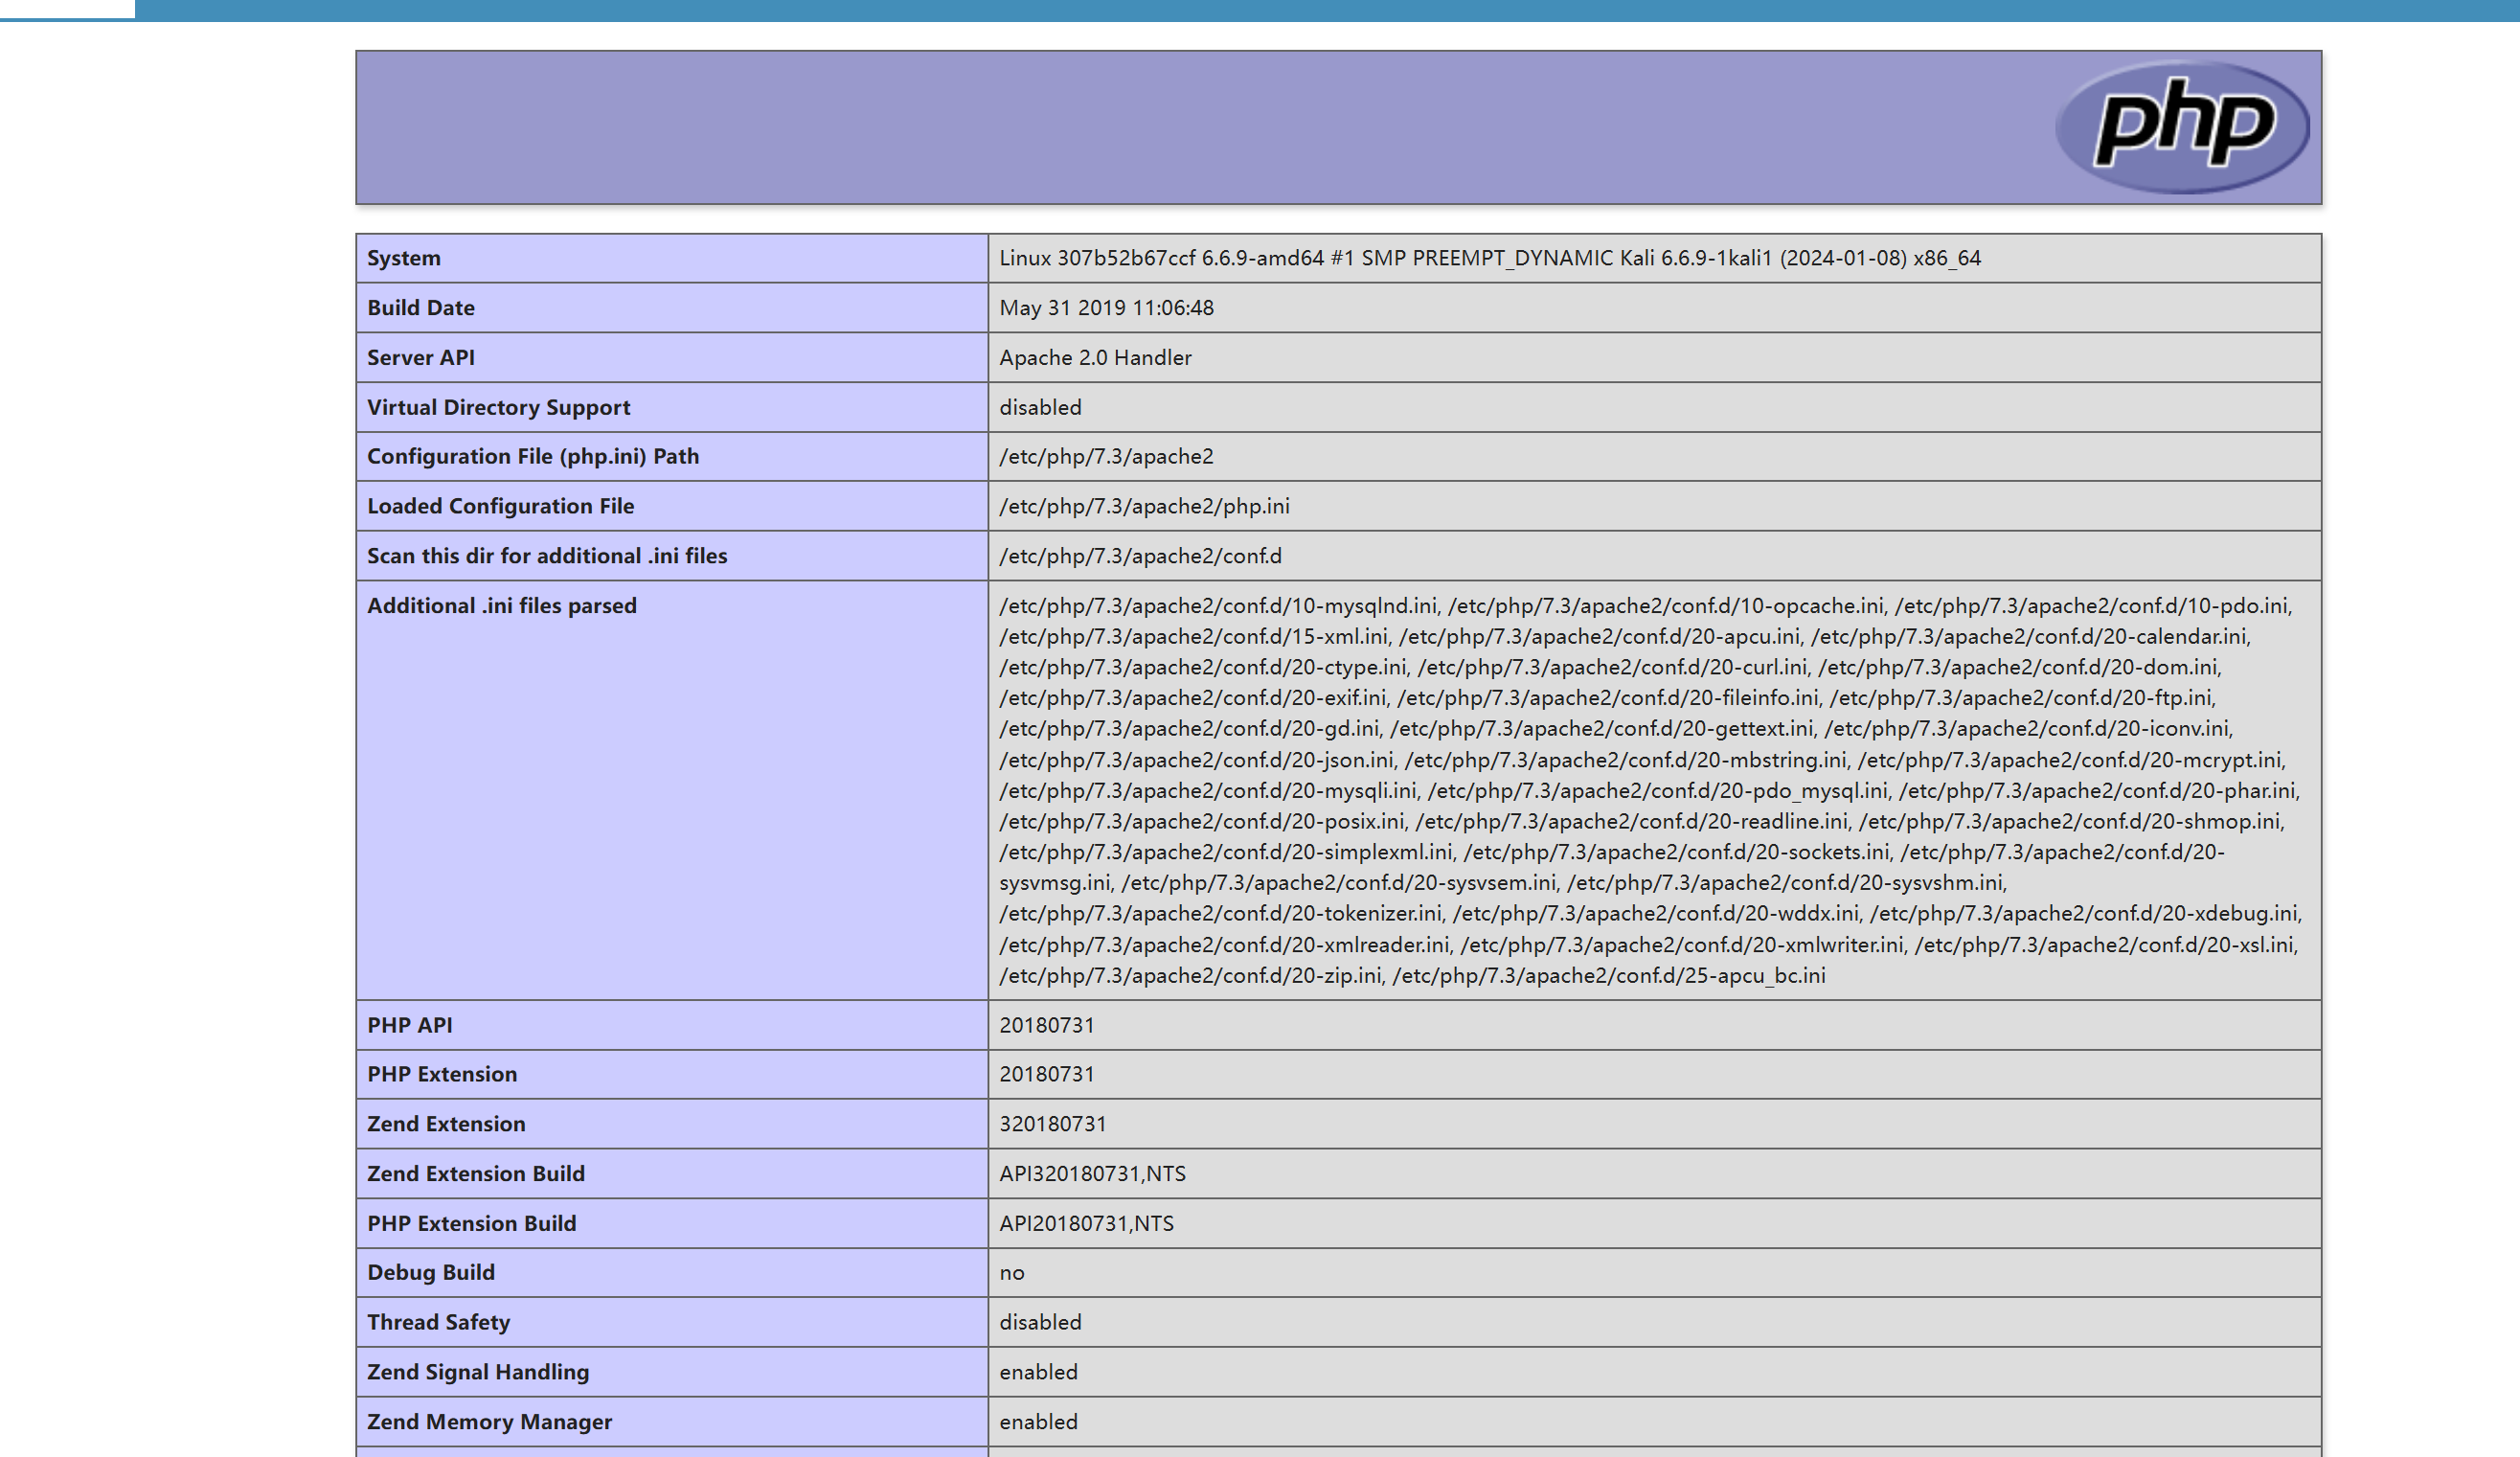 php
System Linux 307b52b67ccf 6.6.9-amd64 #1 SMP PREEMPT_DYNAMIC Kali 6.6.9-1kali1 (2024-01-08) x86_64
Build Date May 31 2019 11:06:48
Server API Apache 2.0 Handler
Virtual Directory Support disabled
Configuration File (php.ini) Path /etc/php/7.3/apache2
Loaded Configuration File /etc/php/7.3/apache2/php.ini
Scan this dir for additional .ini files /etc/php/7.3/apache2/conf.d
Additional .ini files parsed /etc/php/7.3/apache2/conf.d/10-mysqlnd.ini, /etc/php/7.3/apache2/conf.d/10-opcache.ini, /etc/php/7.3/apache2/conf.d/10-pdo.ini,
/etc/php/7.3/apache2/conf.d/15-xml.ini, /etc/php/7.3/apache2/conf.d/20-apcu.ini, /etc/php/7.3/apache2/conf.d/20-calendar.ini,
/etc/php/7.3/apache2/conf.d/20-ctype.ini, /etc/php/7.3/apache2/conf.d/20-curl.ini, /etc/php/7.3/apache2/conf.d/20-dom.ini,
/etc/php/7.3/apache2/conf.d/20-exif.ini, /etc/php/7.3/apache2/conf.d/20-fileinfo.ini, /etc/php/7.3/apache2/conf.d/20-ftp.ini,
/etc/php/7.3/apache2/conf.d/20-gd.ini, /etc/php/7.3/apache2/conf.d/20-gettext.ini, /etc/php/7.3/apache2/conf.d/20-iconv.ini,
/etc/php/7.3/apache2/conf.d/20-json.ini, /etc/php/7.3/apache2/conf.d/20-mbstring.ini, /etc/php/7.3/apache2/conf.d/20-mcrypt.ini,
/etc/php/7.3/apache2/conf.d/20-mysqli.ini, /etc/php/7.3/apache2/conf.d/20-pdo_mysql.ini, /etc/php/7.3/apache2/conf.d/20-phar.ini,
/etc/php/7.3/apache2/conf.d/20-posix.ini, /etc/php/7.3/apache2/conf.d/20-readline.ini, /etc/php/7.3/apache2/conf.d/20-shmop.ini,
/etc/php/7.3/apache2/conf.d/20-simplexml.ini, /etc/php/7.3/apache2/conf.d/20-sockets.ini, /etc/php/7.3/apache2/conf.d/20-
sysvmsg.ini, /etc/php/7.3/apache2/conf.d/20-sysvsem.ini, /etc/php/7.3/apache2/conf.d/20-sysvshm.ini,
/etc/php/7.3/apache2/conf.d/20-tokenizer.ini, /etc/php/7.3/apache2/conf.d/20-wddx.ini, /etc/php/7.3/apache2/conf.d/20-xdebug.ini,
/etc/php/7.3/apache2/conf.d/20-xmlreader.ini, /etc/php/7.3/apache2/conf.d/20-xmlwriter.ini, /etc/php/7.3/apache2/conf.d/20-xsl.ini,
/etc/php/7.3/apache2/conf.d/20-zip.ini, /etc/php/7.3/apache2/conf.d/25-apcu_bc.ini
PHP API 20180731
PHP Extension 20180731
Zend Extension 320180731
Zend Extension Build API320180731,NTS
PHP Extension Build API20180731,NTS
Debug Build no
Thread Safety disabled
Zend Signal Handling enabled
Zend Memory Manager enabled